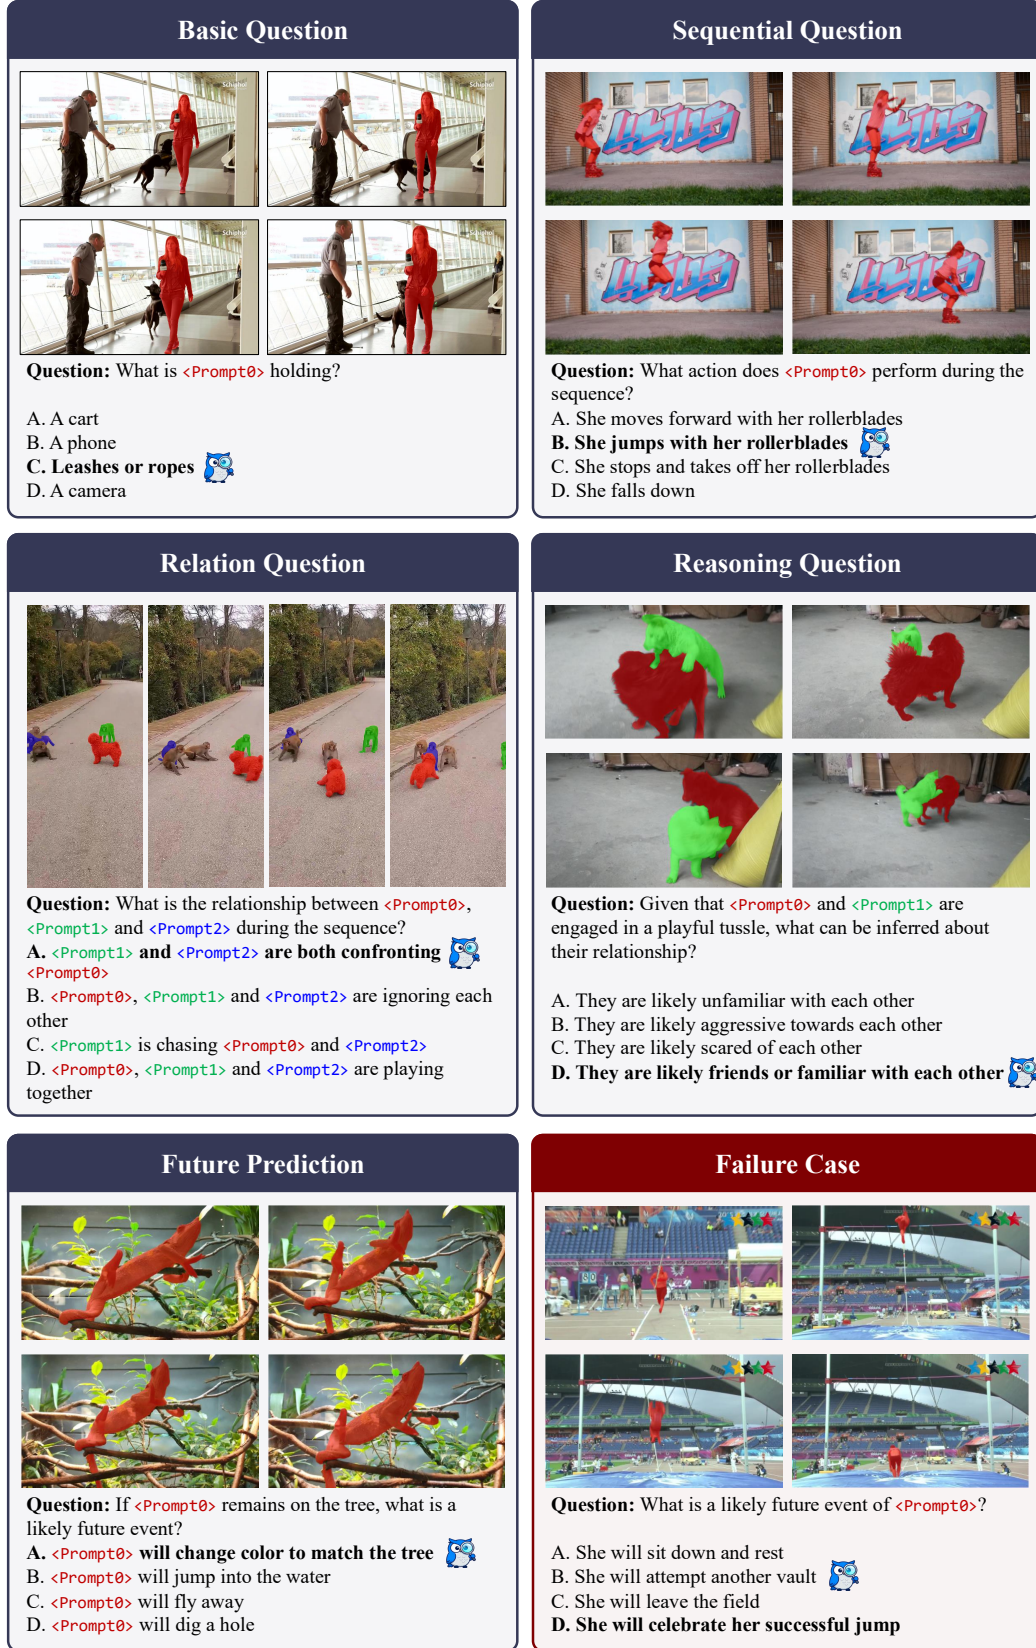 Basic Question
Schiphol
Schiphol
Schiphol
Schiphol
Question: What is <Prompt0> holding?
A. A cart
B. A phone
C. Leashes or ropes
D. A camera
Sequential Question
Question: What action does <Prompt0> perform during the
sequence?
A. She moves forward with her rollerblades
B. She jumps with her rollerblades
C. She stops and takes off her rollerblades
D. She falls down
Relation Question
Question: What is the relationship between <Prompt0>,
<Prompt1> and <Prompt2> during the sequence?
A. <Prompt1> and <Prompt2> are both confronting
<Prompt0>
B. <Prompt0>, <Prompt1> and <Prompt2> are ignoring each
other
C. <Prompt1> is chasing <Prompt0> and <Prompt2>
D. <Prompt0>, <Prompt1> and <Prompt2> are playing
together
Reasoning Question
Question: Given that <Prompt0> and <Prompt1> are
engaged in a playful tussle, what can be inferred about
their relationship?
A. They are likely unfamiliar with each other
B. They are likely aggressive towards each other
C. They are likely scared of each other
D. They are likely friends or familiar with each other
Future Prediction
Question: If <Prompt0> remains on the tree, what is a
likely future event?
A. <Prompt0> will change color to match the tree
B. <Prompt0> will jump into the water
C. <Prompt0> will fly away
D. <Prompt0> will dig a hole
Failure Case
Question: What is a likely future event of <Prompt0>?
A. She will sit down and rest
B. She will attempt another vault
C. She will leave the field
D. She will celebrate her successful jump